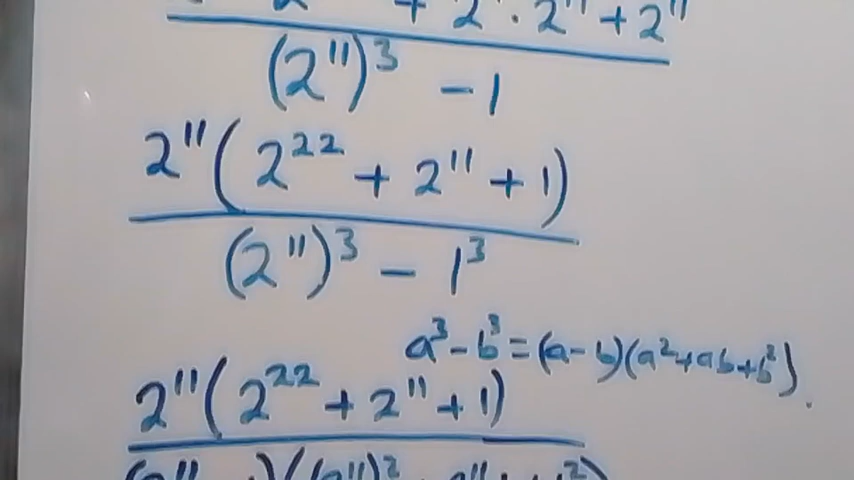 2 + 2 · 2¹¹ + 2¹¹
(2¹¹)³ - 1
2¹¹(2²² + 2¹¹ + 1)
(2¹¹)³ - 1³
a³ - b³ = (a - b)(a² + ab + b²).
2¹¹(2²² + 2¹¹ + 1)